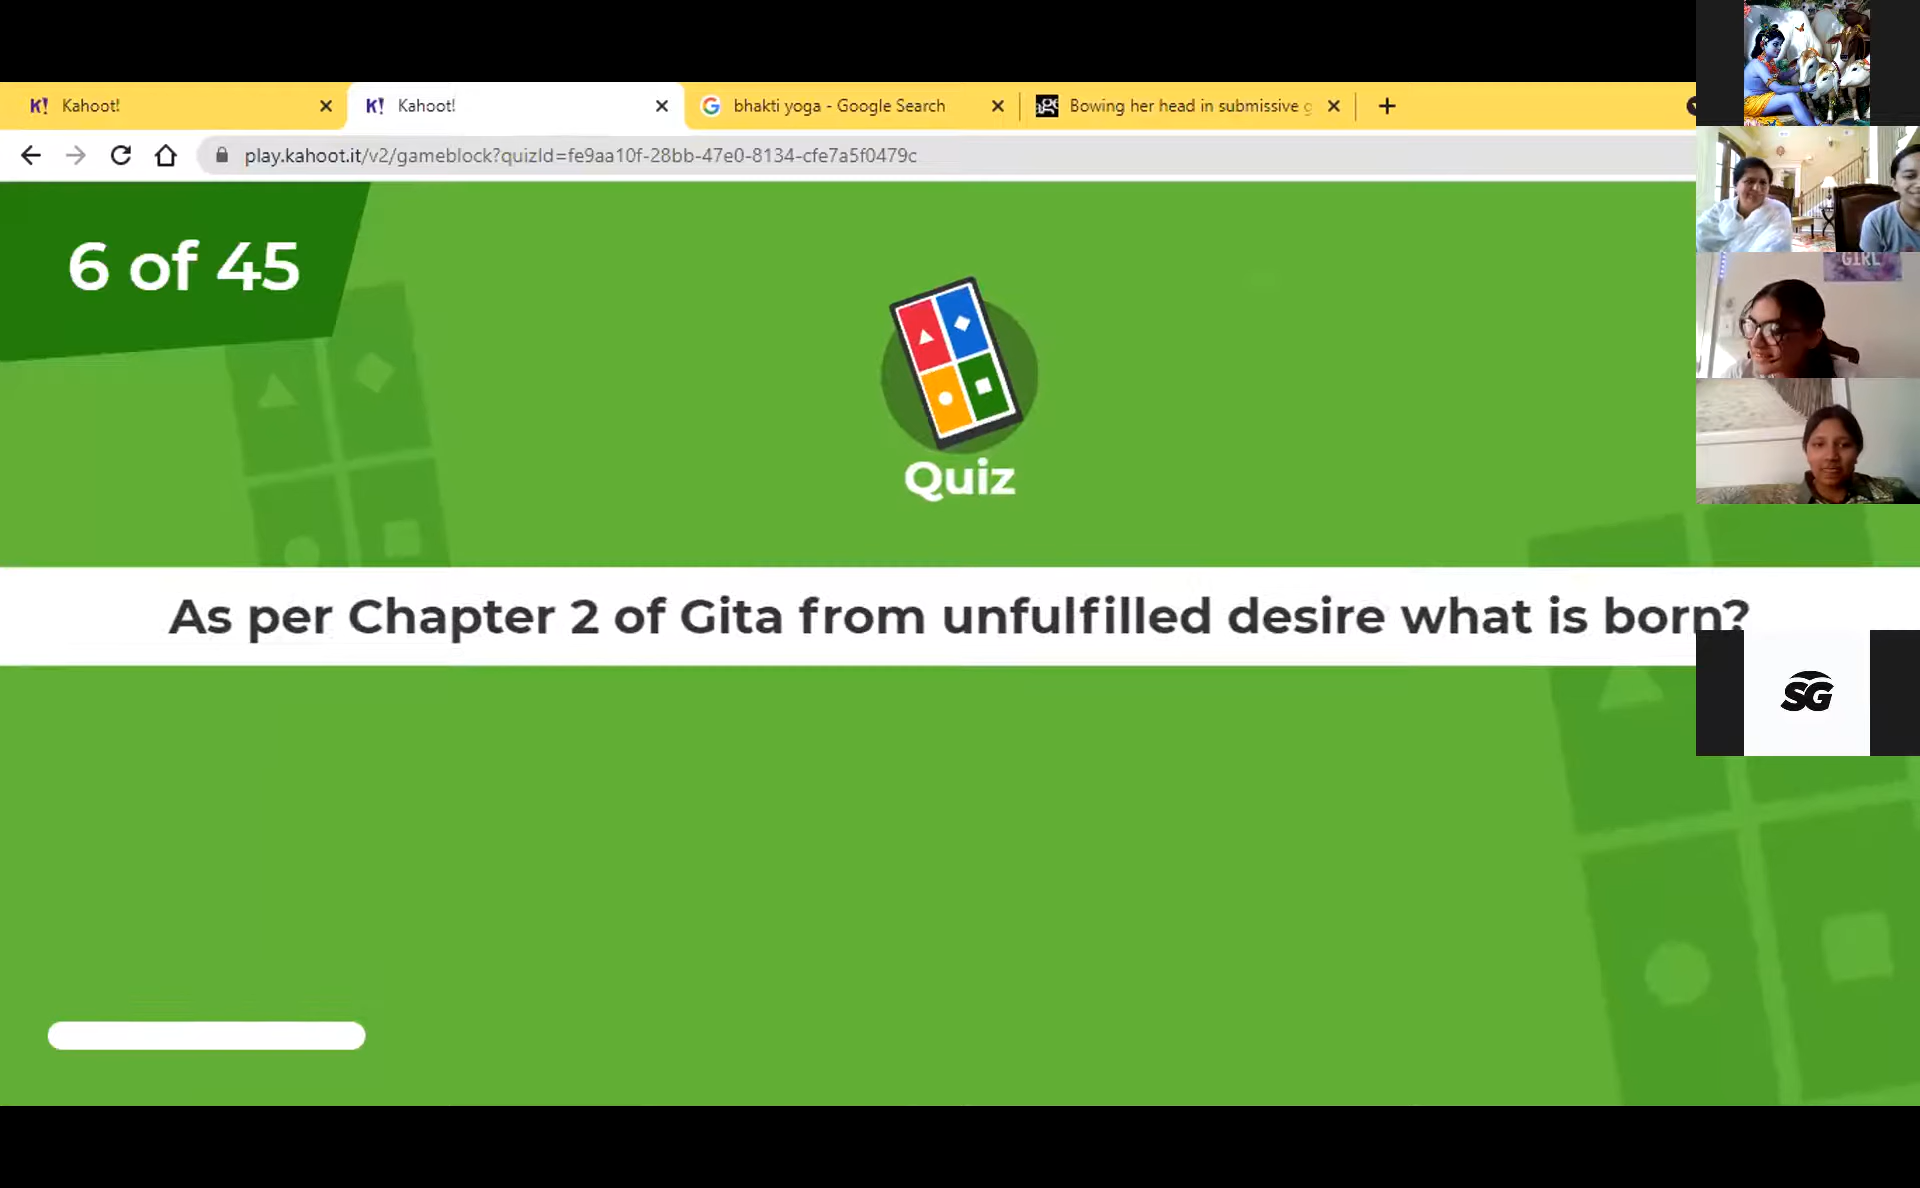 Kahoot!
Kahoot!
bhakti yoga - Google Search
Bowing her head in submissive g
play.kahoot.it/v2/gameblock?quizId=fe9aa10f-28bb-47e0-8134-cfe7a5f0479c
6 of 45
GIRL
Quiz
As per Chapter 2 of Gita from unfulfilled desire what is born?
SG